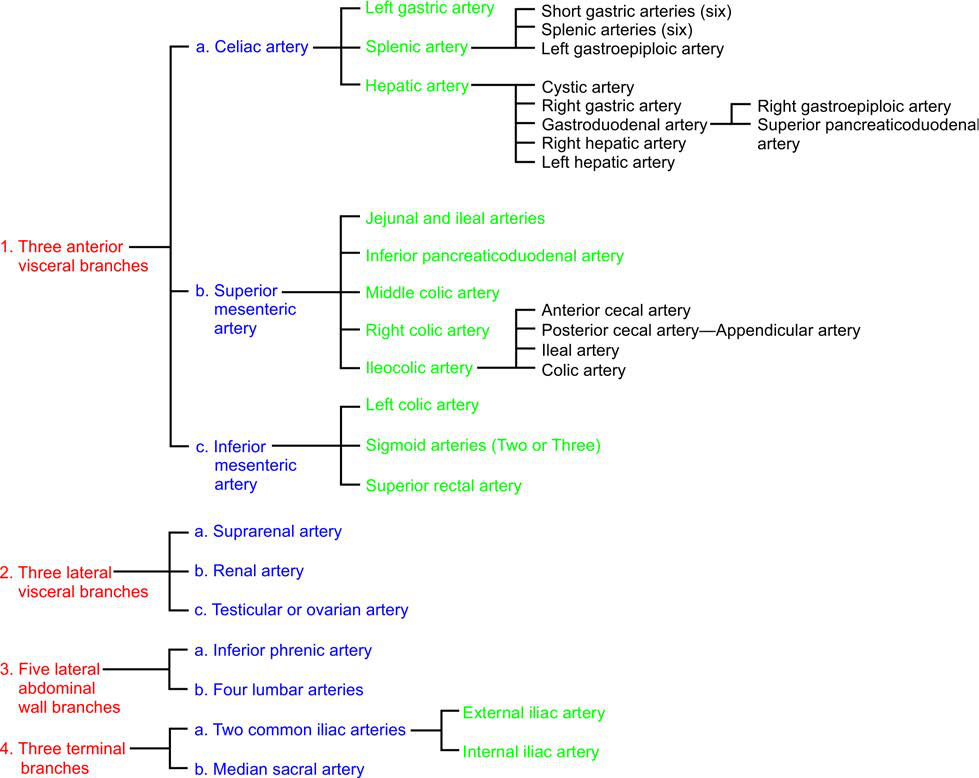 Left gastric artery
Short gastric arteries (six)
Splenic arteries (six)
a. Celiac artery
Splenic artery
Left gastroepiploic artery
Hepatic artery
Cystic artery
Right gastric artery
Right gastroepiploic artery
Gastroduodenal artery
Superior pancreaticoduodenal
artery
Right hepatic artery
Left hepatic artery
Jejunal and ileal arteries
1. Three anterior
visceral branches
Inferior pancreaticoduodenal artery
b. Superior
mesenteric
artery
Middle colic artery
Anterior cecal artery
Right colic artery
Posterior cecal artery—Appendicular artery
Ileal artery
Ileocolic artery
Colic artery
Left colic artery
c. Inferior
mesenteric
artery
Sigmoid arteries (Two or Three)
Superior rectal artery
a. Suprarenal artery
2. Three lateral
visceral branches
b. Renal artery
c. Testicular or ovarian artery
a. Inferior phrenic artery
3. Five lateral
abdominal
wall branches
b. Four lumbar arteries
External iliac artery
a. Two common iliac arteries
Internal iliac artery
4. Three terminal
branches
b. Median sacral artery